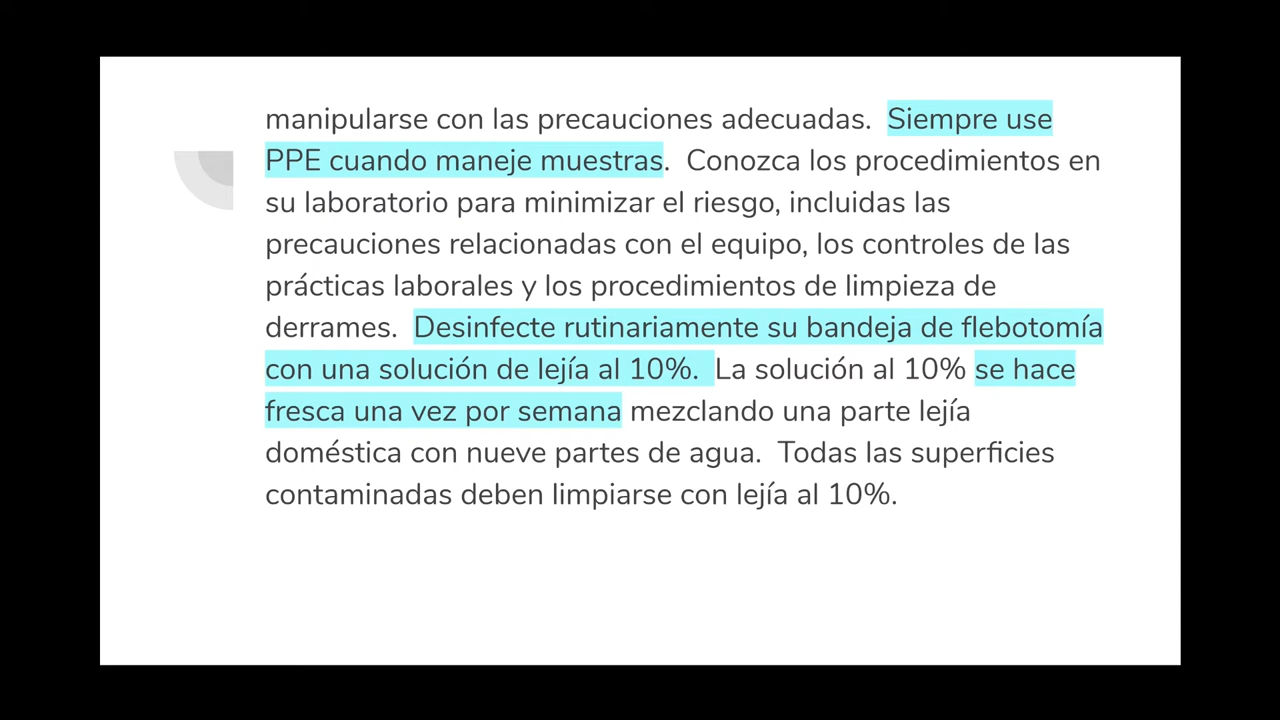 manipularse con las precauciones adecuadas.  Siempre use
PPE cuando maneje muestras.  Conozca los procedimientos en
su laboratorio para minimizar el riesgo, incluidas las
precauciones relacionadas con el equipo, los controles de las
prácticas laborales y los procedimientos de limpieza de
derrames.  Desinfecte rutinariamente su bandeja de flebotomía
con una solución de lejía al 10%.  La solución al 10% se hace
fresca una vez por semana mezclando una parte lejía
doméstica con nueve partes de agua.  Todas las superficies
contaminadas deben limpiarse con lejía al 10%.